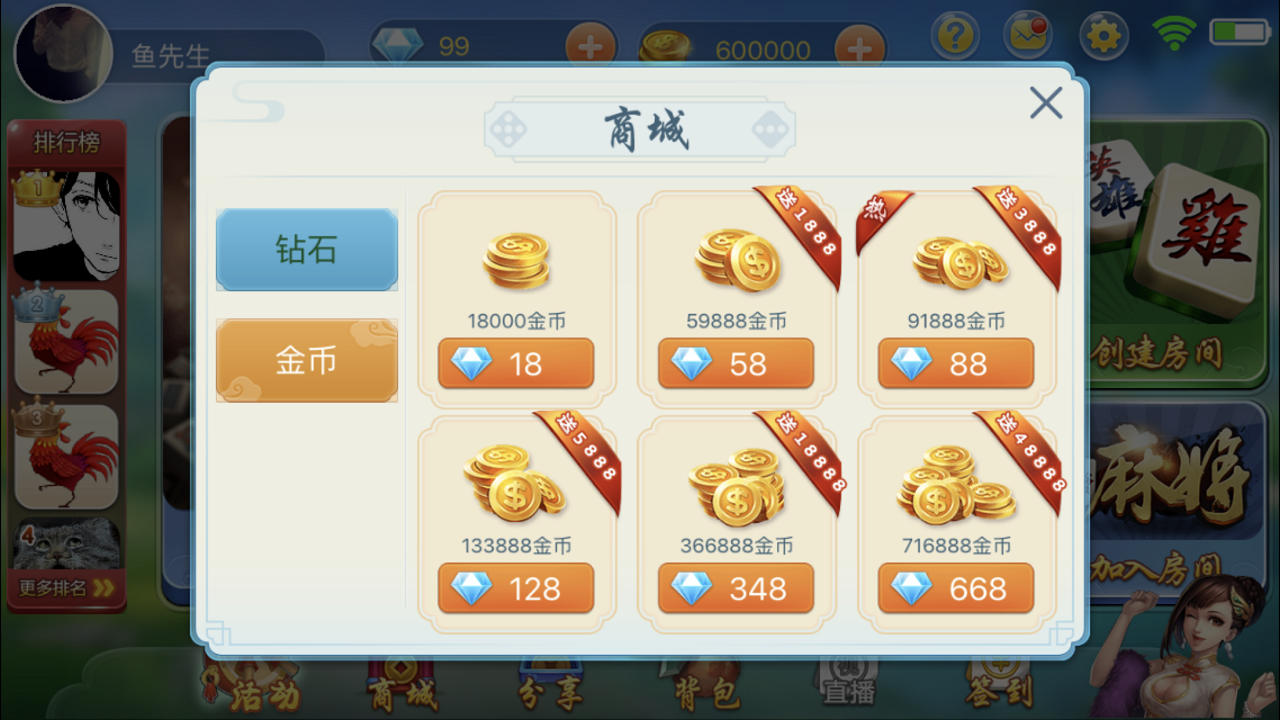 鱼先生
99
600000
?
商城
排行榜
1
2
3
4
更多排名
钻石
金币
18000金币
18
送1888
59888金币
58
热
送3888
91888金币
88
送5888
133888金币
128
送18888
366888金币
348
送48888
716888金币
668
英雄
雞
创建房间
麻将
加入房间
活动
商城
分享
背包
直播
签到